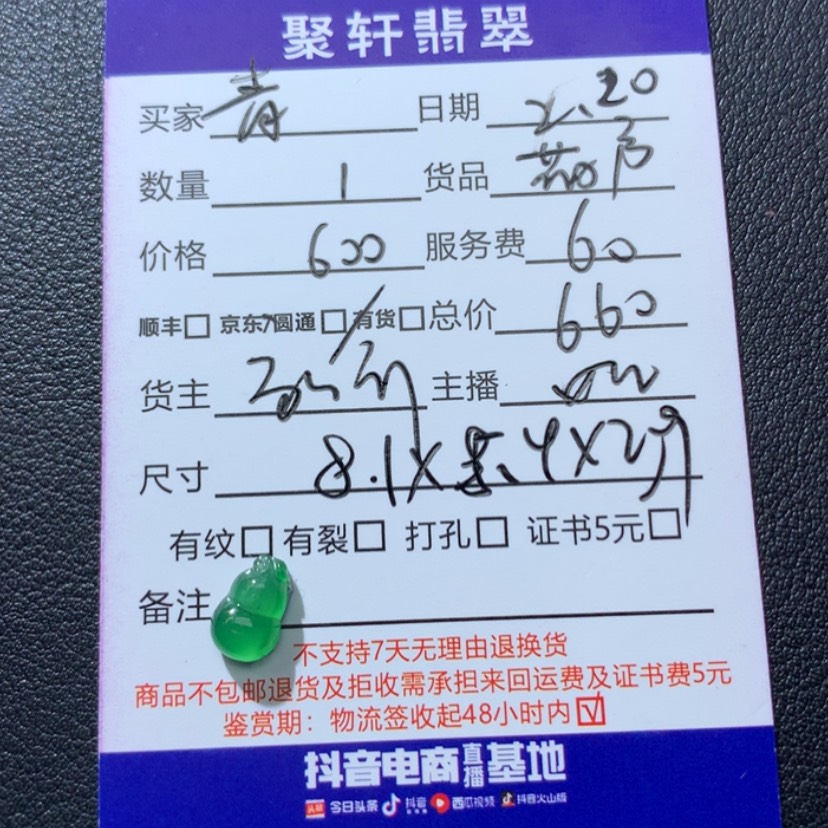 聚轩翡翠
买家 青 日期 2.20
数量 1 货品 葫芦
价格 600 服务费 60
顺丰□ 京东7圆通□ 有货□ 总价 660
货主 主播
尺寸 8.1X
有纹□ 有裂□ 打孔□ 证书5元□
备注
不支持7天无理由退换货
商品不包邮退货及拒收需承担来回运费及证书费5元
鉴赏期：物流签收起48小时内☑
抖音电商直播基地
头条 今日头条 抖音 西瓜视频 抖音火山版